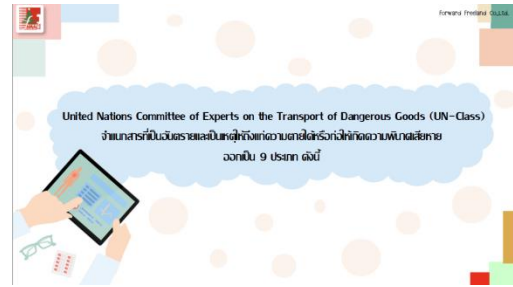 Forward Freeland Co.,Ltd.
United Nations Committee of Experts on the Transport of Dangerous Goods (UN-Class)
จำแนกสารที่เป็นอันตรายและเป็นเหตุให้ถึงแก่ความตายได้หรือก่อให้เกิดความพินาศเสียหาย
ออกเป็น 9 ประเภท ดังนี้